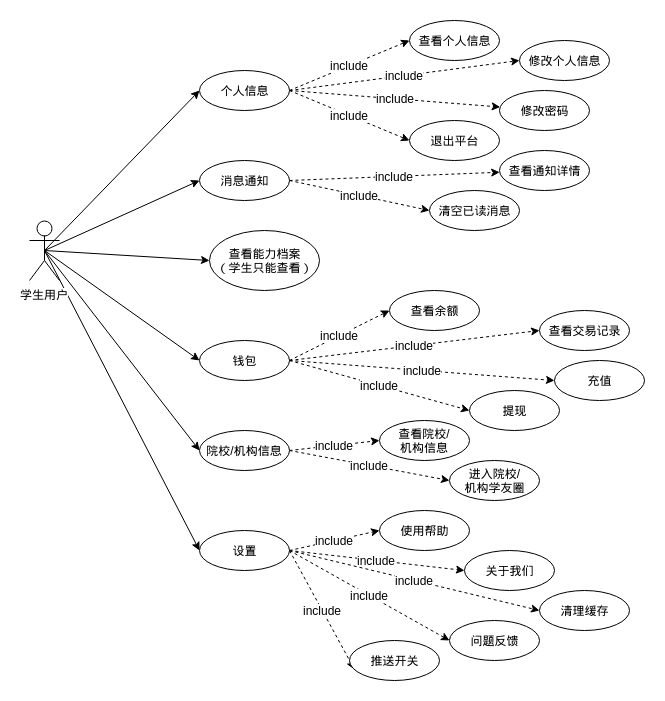 查看个人信息
include
修改个人信息
include
个人信息
include
修改密码
include
退出平台
查看通知详情
include
消息通知
include
清空已读消息
查看能力档案
（学生只能查看）
学生用户
查看余额
include
查看交易记录
include
钱包
include
充值
include
提现
查看院校/
机构信息
include
院校/机构信息
include
进入院校/
机构学友圈
使用帮助
include
设置
include
关于我们
include
清理缓存
include
include
问题反馈
推送开关